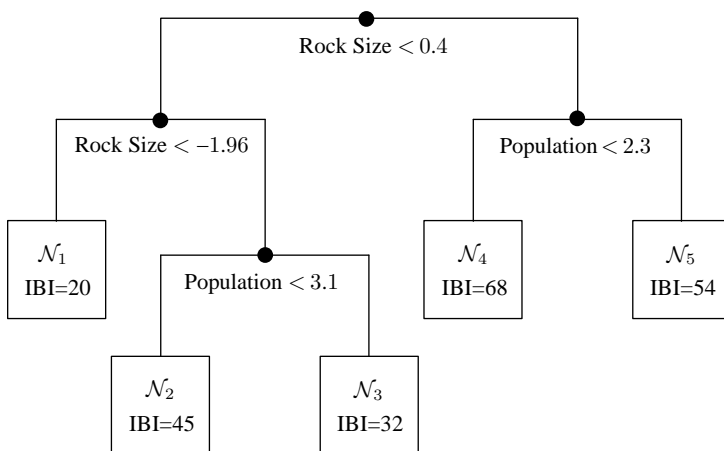 Rock Size < 0.4
Rock Size < –1.96
Population < 2.3
𝒩₁
IBI=20
Population < 3.1
𝒩₄
IBI=68
𝒩₅
IBI=54
𝒩₂
IBI=45
𝒩₃
IBI=32